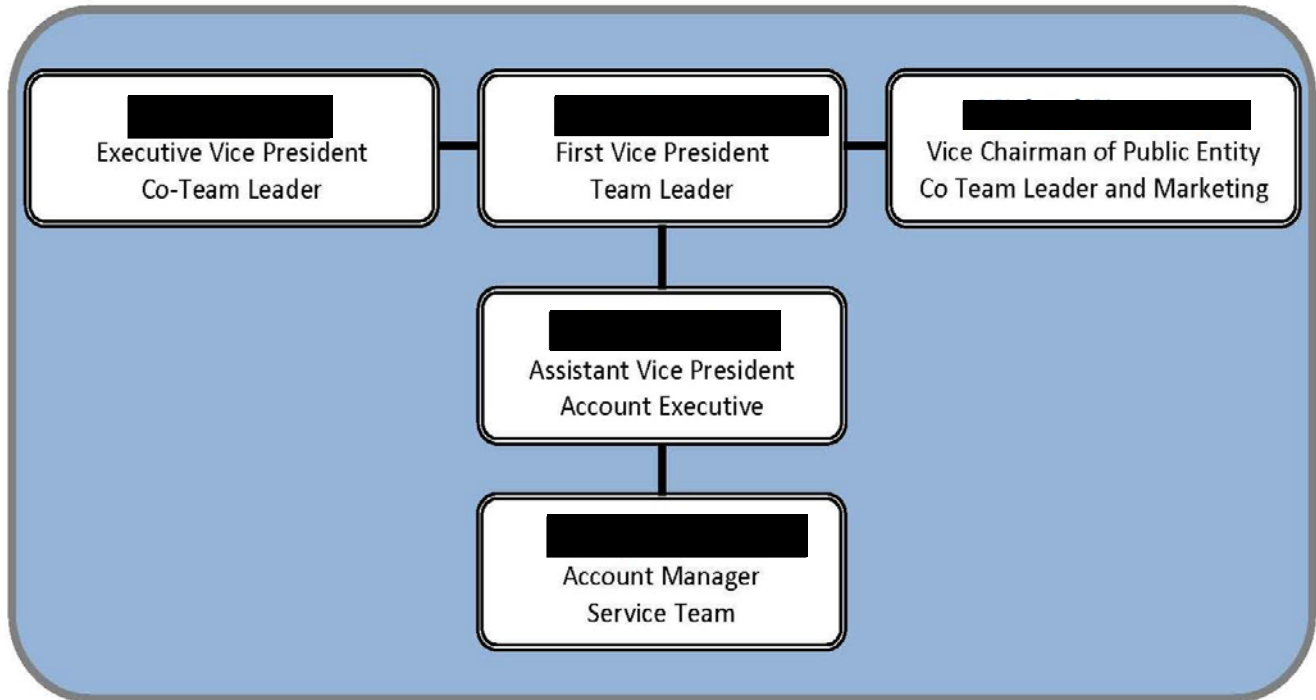 Executive Vice President
Co-Team Leader
First Vice President
Team Leader
Vice Chairman of Public Entity
Co Team Leader and Marketing
Assistant Vice President
Account Executive
Account Manager
Service Team